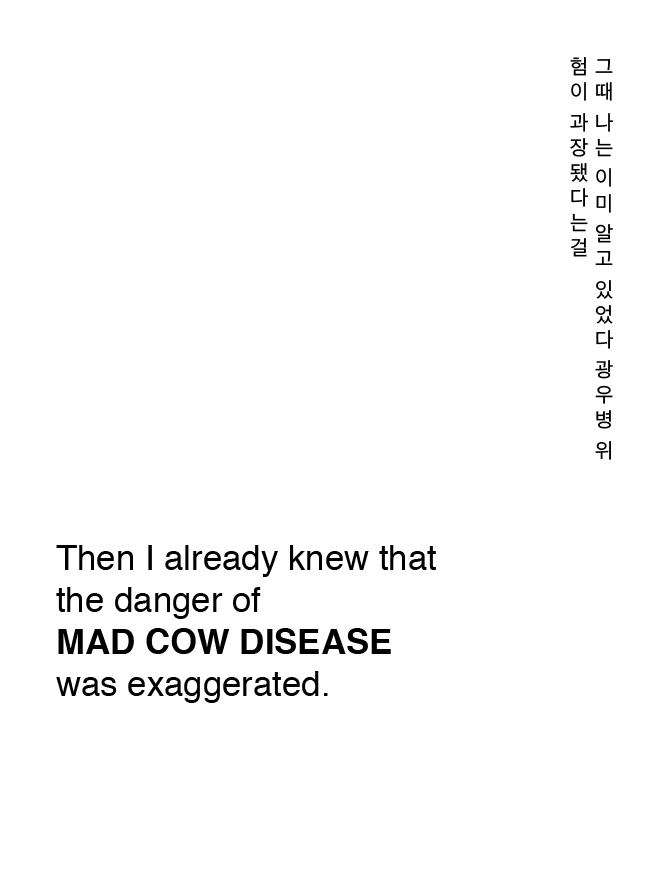 그때 나는 이미 알고 있었다 광우병 위
험이 과장됐다는걸
Then I already knew that
the danger of
MAD COW DISEASE
was exaggerated.